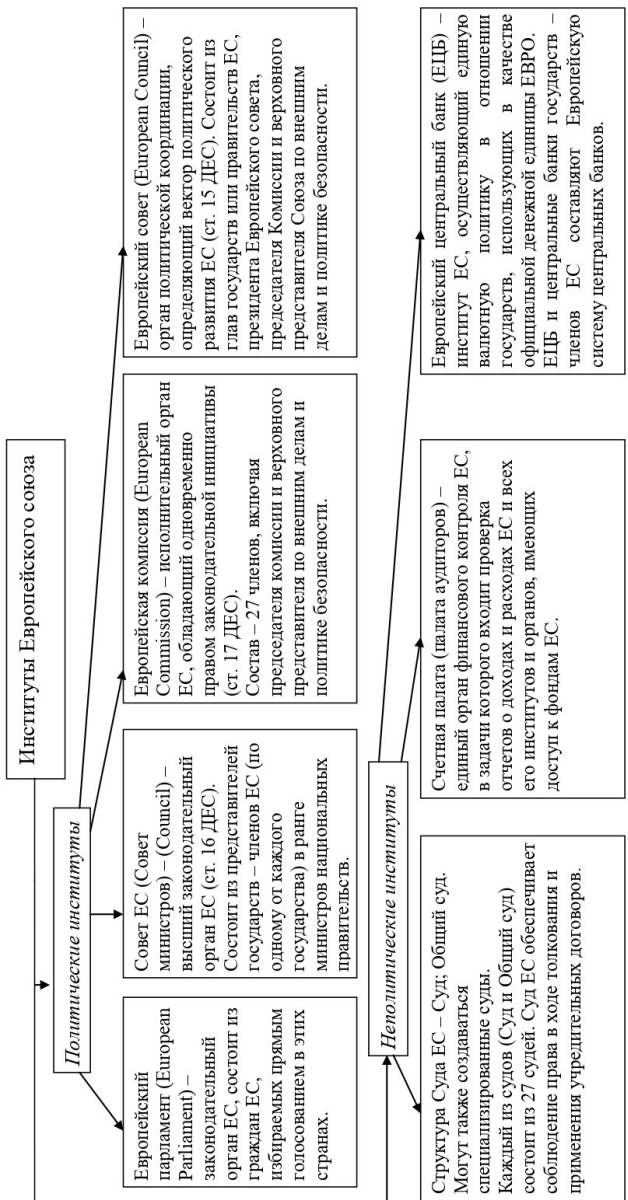 Институты Европейского союза
Политические институты
Европейский
парламент (European
Parliament) –
законодательный
орган ЕС, состоит из
граждан ЕС,
избираемых прямым
голосованием в этих
странах.
Совет ЕС (Совет
министров) – (Council) –
высший законодательный
орган ЕС (ст. 16 ДЕС).
Состоит из представителей
государств – членов ЕС (по
одному от каждого
государства) в ранге
министров национальных
правительств.
Европейская комиссия (European
Commission) – исполнительный орган
ЕС, обладающий одновременно
правом законодательной инициативы
(ст. 17 ДЕС).
Состав – 27 членов, включая
председателя комиссии и верховного
представителя по внешним делам и
политике безопасности.
Европейский совет (European Council) –
орган политической координации,
определяющий вектор политического
развития ЕС (ст. 15 ДЕС). Состоит из
глав государств или правительств ЕС,
президента Европейского совета,
председателя Комиссии и верховного
представителя Союза по внешним
делам и политике безопасности.
Неполитические институты
Структура Суда ЕС – Суд; Общий суд.
Могут также создаваться
специализированные суды.
Каждый из судов (Суд и Общий суд)
состоит из 27 судей. Суд ЕС обеспечивает
соблюдение права в ходе толкования и
применения учредительных договоров.
Счетная палата (палата аудиторов) –
единый орган финансового контроля ЕС,
в задачи которого входит проверка
отчетов о доходах и расходах ЕС и всех
его институтов и органов, имеющих
доступ к фондам ЕС.
Европейский центральный банк (ЕЦБ) –
институт ЕС, осуществляющий единую
валютную политику в отношении
государств, использующих в качестве
официальной денежной единицы ЕВРО.
ЕЦБ и центральные банки государств –
членов ЕС составляют Европейскую
систему центральных банков.